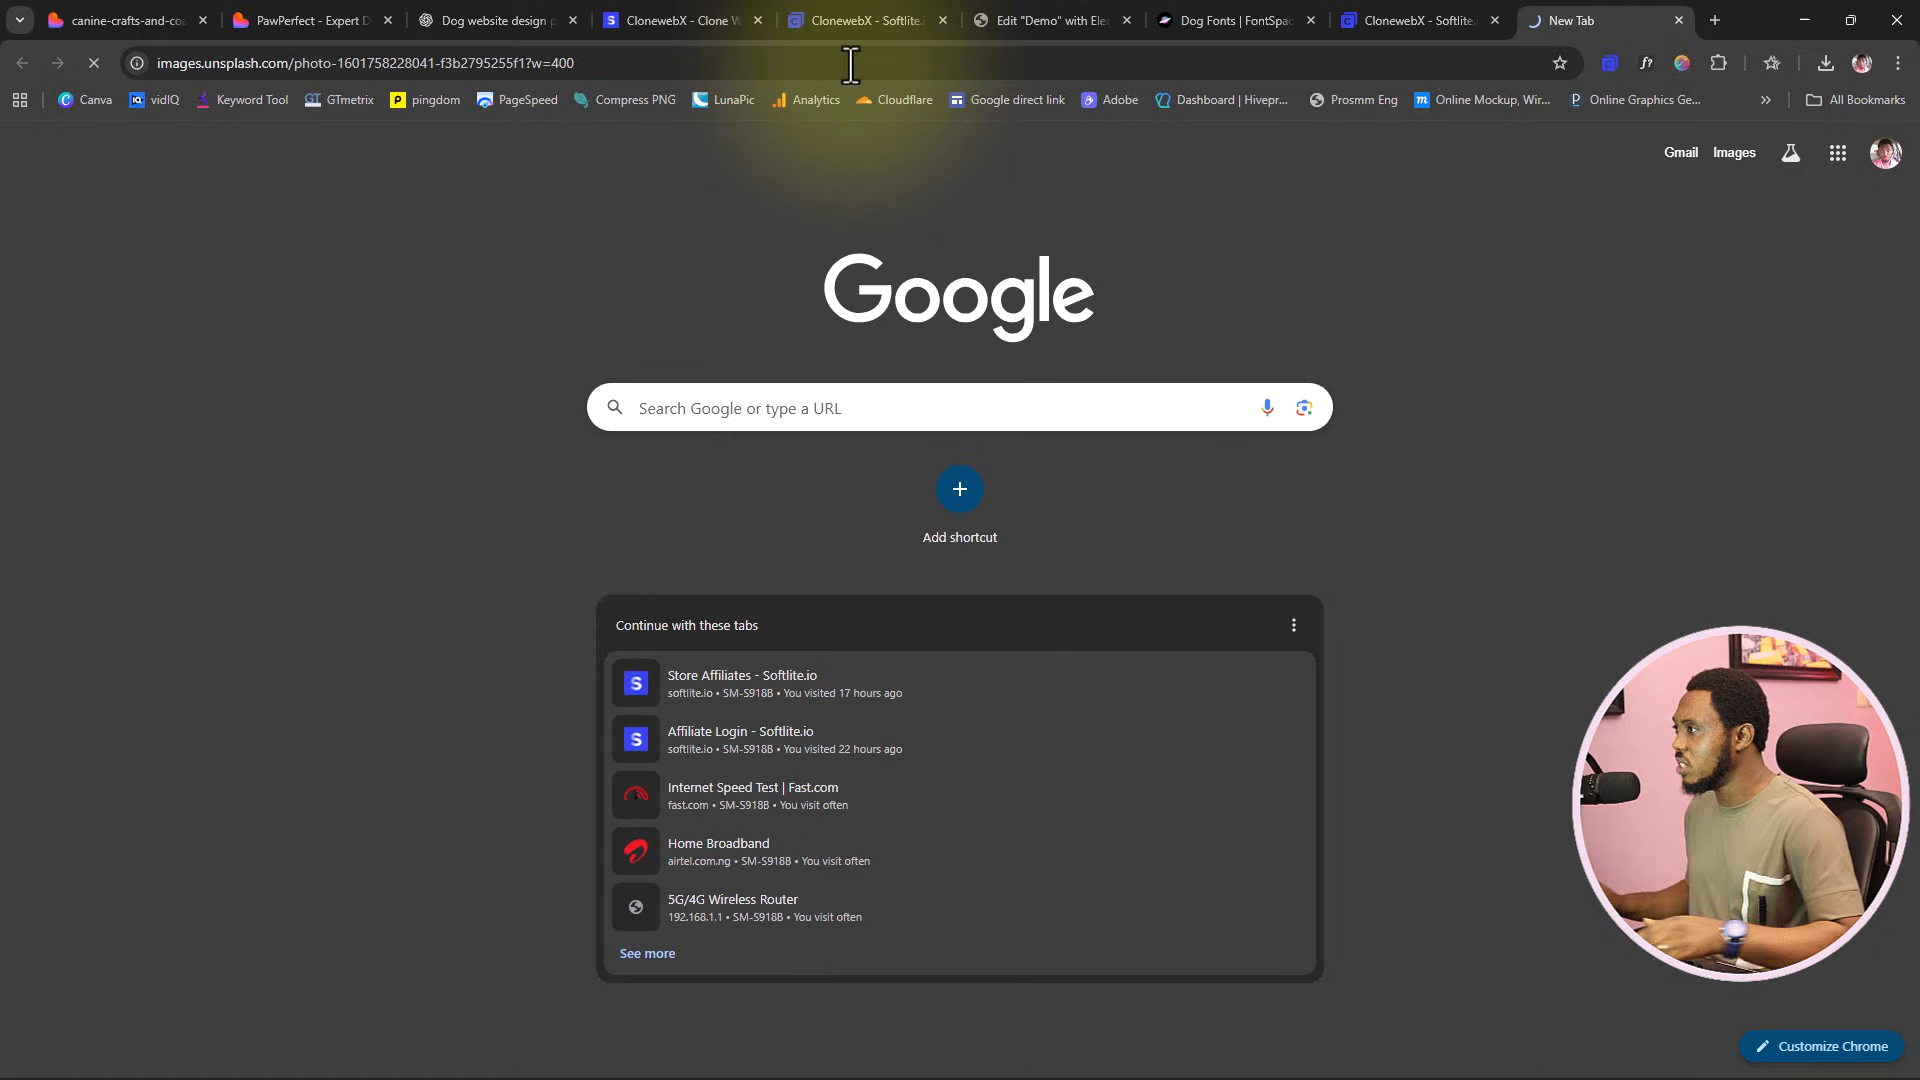 canine-crafts-and-coa
PawPerfect - Expert D
Dog website design p
ClonewebX - Clone W
ClonewebX - Softlite.
Edit "Demo" with Ele
Dog Fonts | FontSpac
ClonewebX - Softlite.
New Tab
images.unsplash.com/photo-1601758228041-f3b2795255f1?w=400
f?
Canva
vidIQ
Keyword Tool
GTmetrix
pingdom
PageSpeed
Compress PNG
LunaPic
Analytics
Cloudflare
Google direct link
Adobe
Dashboard | Hivepr...
Prosmm Eng
Online Mockup, Wir...
Online Graphics Ge...
All Bookmarks
Gmail
Images
Google
Search Google or type a URL
Add shortcut
Continue with these tabs
Store Affiliates - Softlite.io
softlite.io • SM-S918B • You visited 17 hours ago
Affiliate Login - Softlite.io
softlite.io • SM-S918B • You visited 22 hours ago
Internet Speed Test | Fast.com
fast.com • SM-S918B • You visit often
Home Broadband
airtel.com.ng • SM-S918B • You visit often
5G/4G Wireless Router
192.168.1.1 • SM-S918B • You visit often
See more
Customize Chrome